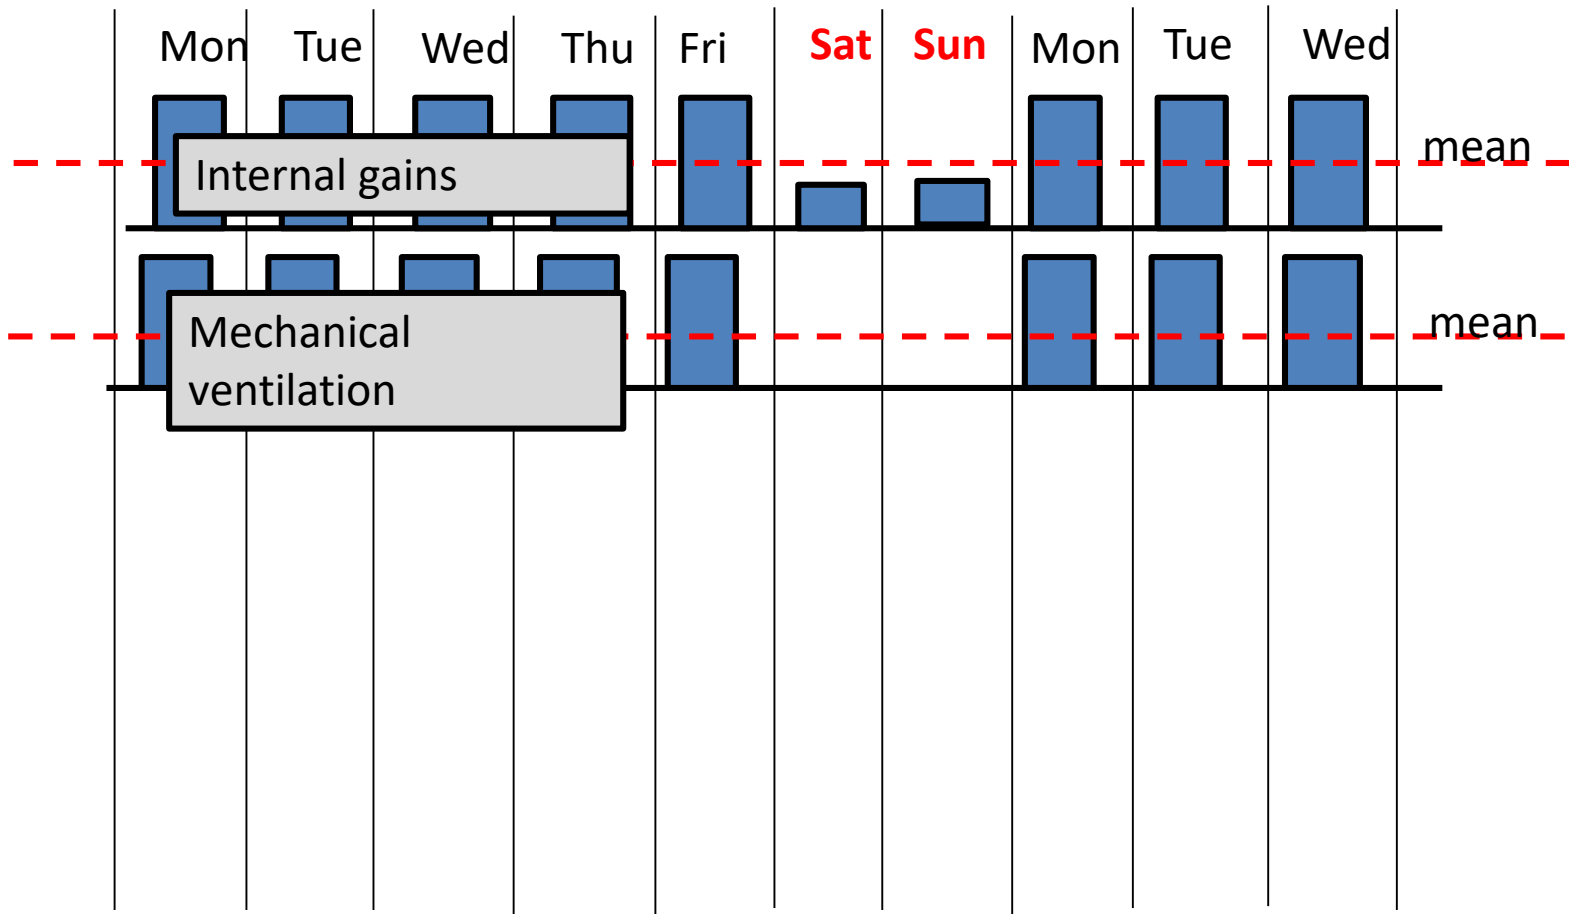 Mon Tue Wed Thu Fri Sat Sun Mon Tue Wed
mean
Internal gains
mean
Mechanical
ventilation